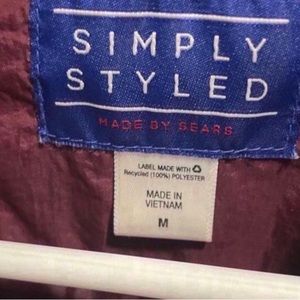 SIMPLY
STYLED
MADE BY SEARS
LABEL MADE WITH ♻
Recycled (100%) POLYESTER
MADE IN
VIETNAM
M